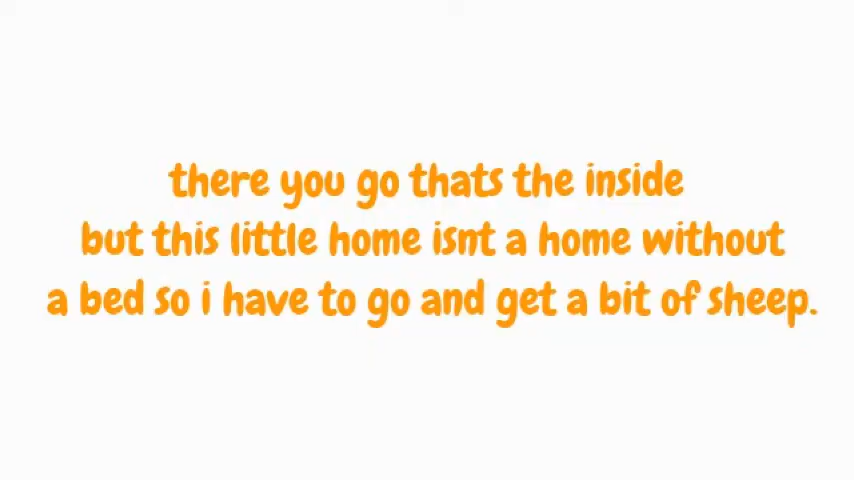 there you go thats the inside
but this little home isnt a home without
a bed so i have to go and get a bit of sheep.